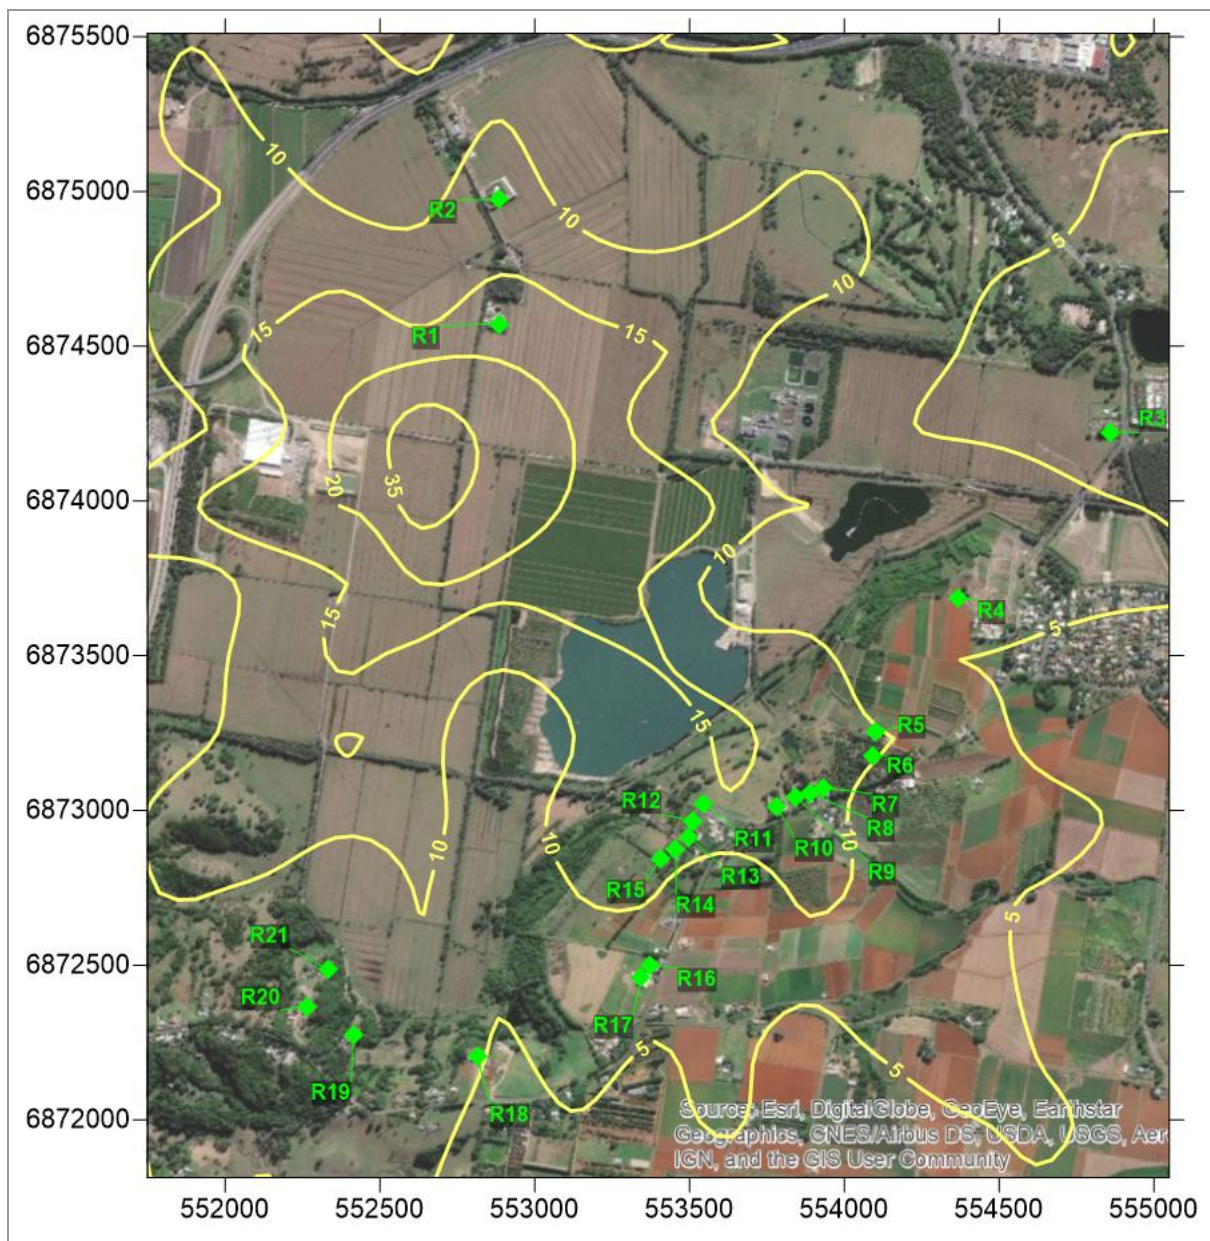 6875500
10
10
10
5
R2
6875000
10
15
15
R1
6874500
R3
20
35
6874000
10
15
R4
5
6873500
15
R5
R6
6873000
R12
R7
R11
R8
R10
10
10
10
R9
R13
R15
R14
5
R21
6872500
R16
R20
R17
5
5
R19
R18
6872000
Source: Esri, DigitalGlobe, GeoEye, Earthstar
Geographics, CNES/Airbus DS, USDA, USGS, Aer
IGN, and the GIS User Community
552000 552500 553000 553500 554000 554500 555000